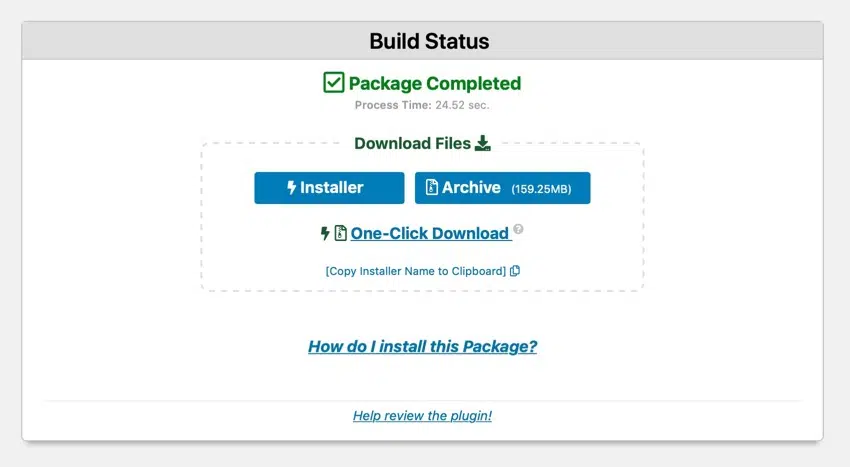 Build Status
Package Completed
Process Time: 24.52 sec.
Download Files
Installer
Archive (159.25MB)
One-Click Download ?
[Copy Installer Name to Clipboard]
How do I install this Package?
Help review the plugin!